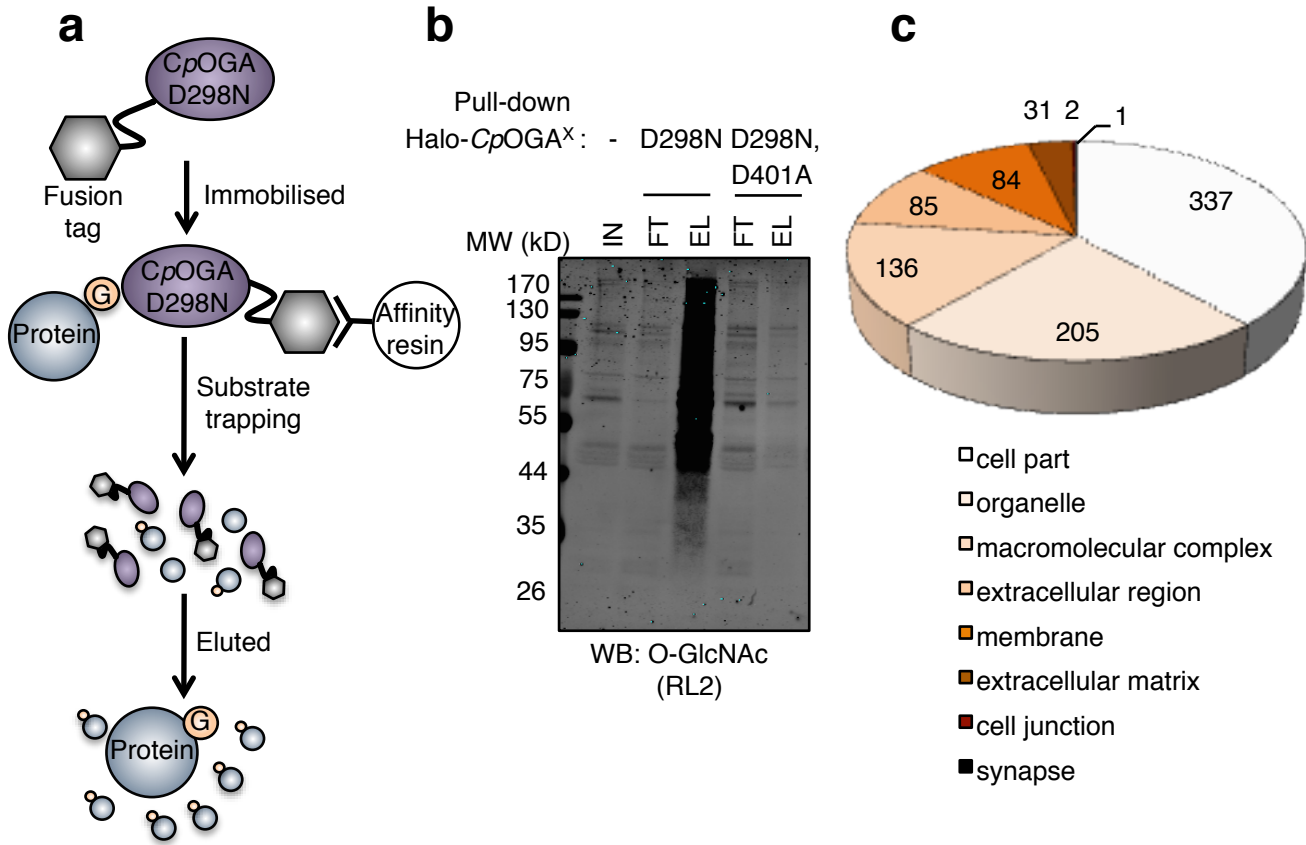 a
CpOGA
D298N
Fusion
tag
Immobilised
CpOGA
D298N
G
Protein
Affinity
resin
Substrate
trapping
Eluted
G
Protein
b
Pull-down
Halo-CpOGAˣ : - D298N D298N,
D401A
MW (kD) IN FT EL FT EL
170
130
95
75
55
44
35
26
WB: O-GlcNAc
(RL2)
c
31 2 1
84
337
85
136
205
cell part
organelle
macromolecular complex
extracellular region
membrane
extracellular matrix
cell junction
synapse